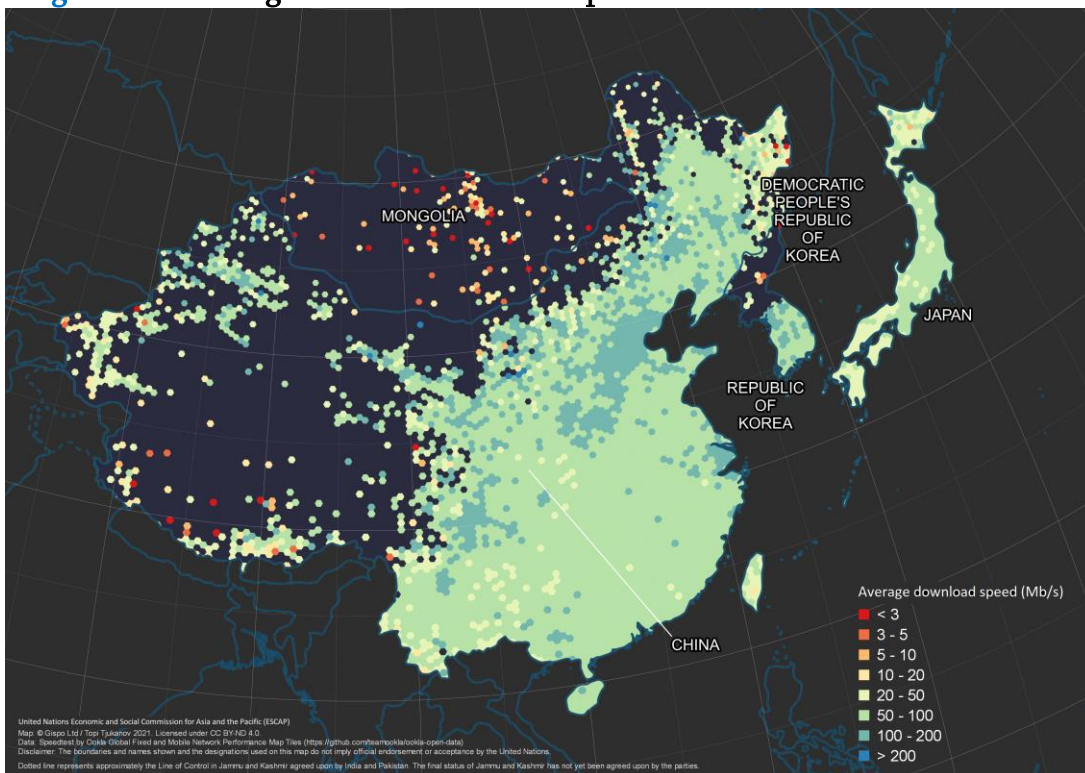 MONGOLIA
DEMOCRATIC
PEOPLE'S
REPUBLIC
OF
KOREA
JAPAN
REPUBLIC
OF
KOREA
CHINA
Average download speed (Mb/s)
< 3
3 - 5
5 - 10
10 - 20
20 - 50
50 - 100
100 - 200
> 200
United Nations Economic and Social Commission for Asia and the Pacific (ESCAP)
Map: © Gispo Ltd / Topi Tjukanov 2021. Licensed under CC BY-ND 4.0.
Data: Speedtest by Ookla Global Fixed and Mobile Network Performance Map Tiles (https://github.com/teamookla/ookla-open-data)
Disclaimer: The boundaries and names shown and the designations used on this map do not imply official endorsement or acceptance by the United Nations.
Dotted line represents approximately the Line of Control in Jammu and Kashmir agreed upon by India and Pakistan. The final status of Jammu and Kashmir has not yet been agreed upon by the parties.